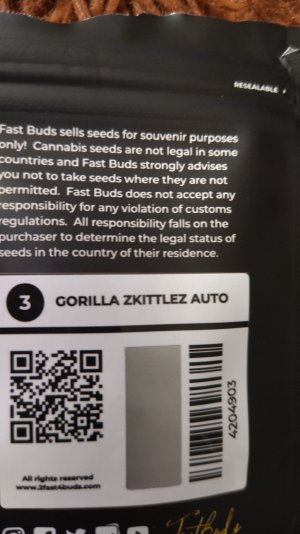 RESEALABLE
Fast Buds sells seeds for souvenir purposes
only! Cannabis seeds are not legal in some
countries and Fast Buds strongly advises
you not to take seeds where they are not
permitted. Fast Buds does not accept any
responsibility for any violation of customs
regulations. All responsibility falls on the
purchaser to determine the legal status of
seeds in the country of their residence.
3 GORILLA ZKITTLEZ AUTO
4204903
All rights reserved
www.2fast4buds.com